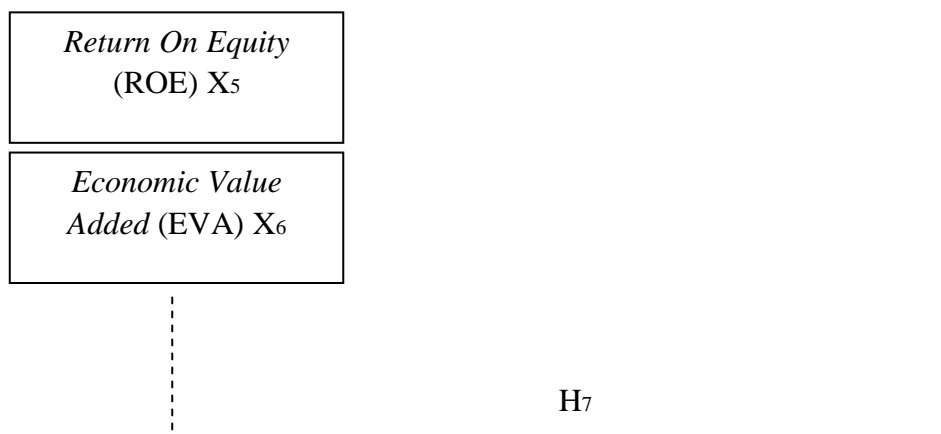 Return On Equity
(ROE) X5
Economic Value
Added (EVA) X6
H7